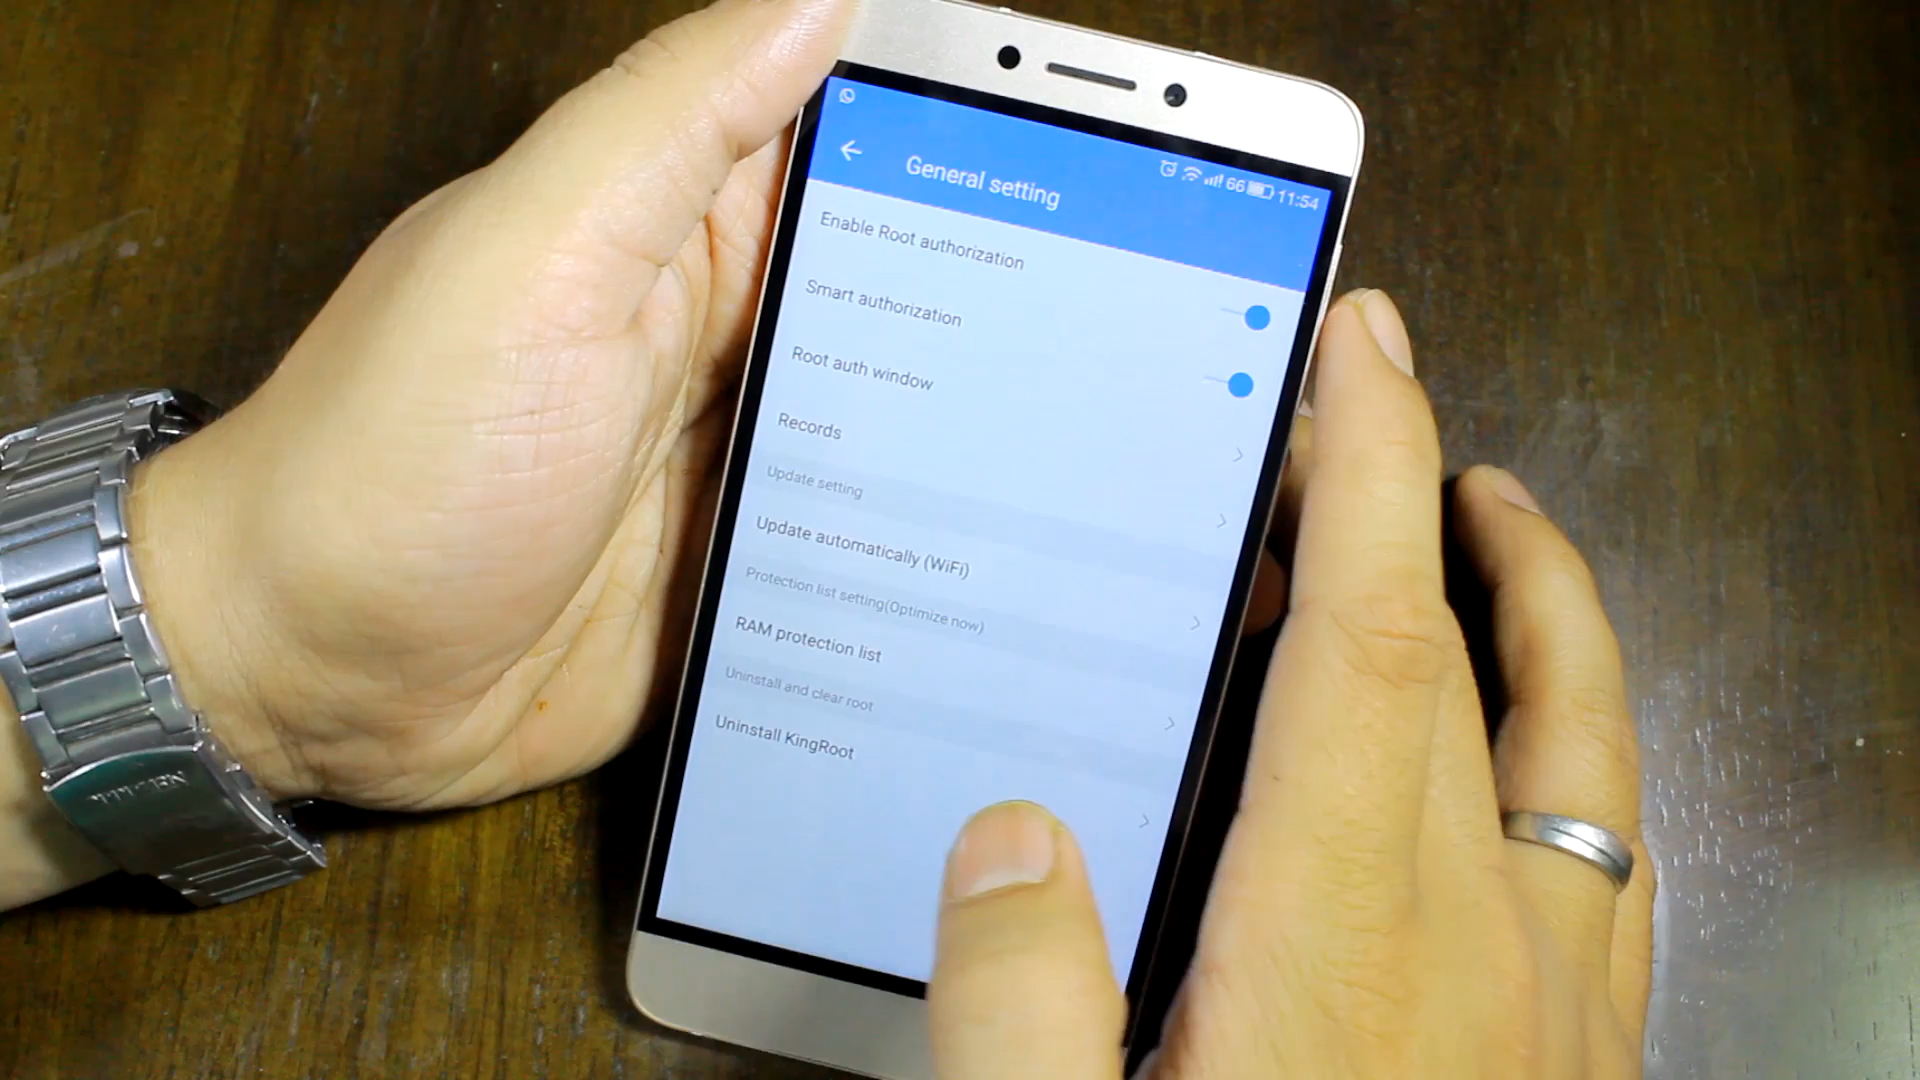 General setting
66 11:54
Enable Root authorization
Smart authorization
Root auth window
Records
Update setting
Update automatically (WiFi)
Protection list setting(Optimize now)
RAM protection list
Uninstall and clear root
Uninstall KingRoot